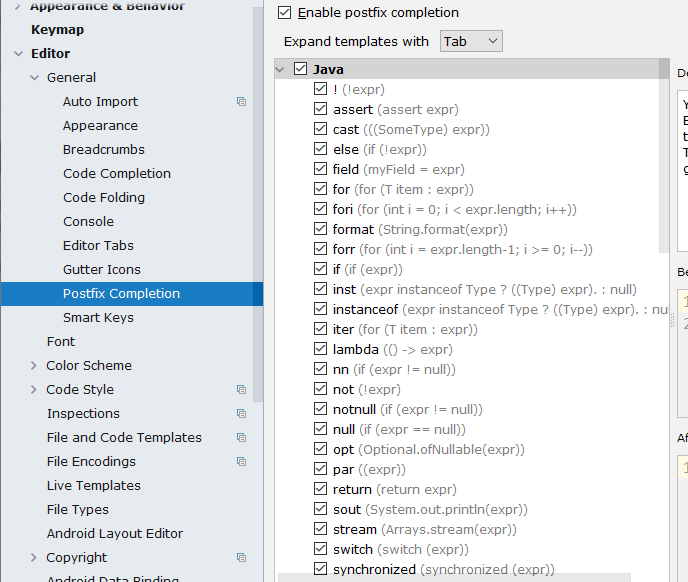 Appearance & Behavior
Keymap
Editor
General
Auto Import
Appearance
Breadcrumbs
Code Completion
Code Folding
Console
Editor Tabs
Gutter Icons
Postfix Completion
Smart Keys
Font
Color Scheme
Code Style
Inspections
File and Code Templates
File Encodings
Live Templates
File Types
Android Layout Editor
Copyright
Android Data Binding
Enable postfix completion
Expand templates with Tab
Java
! (!expr)
assert (assert expr)
cast (((SomeType) expr))
else (if (!expr))
field (myField = expr)
for (for (T item : expr))
fori (for (int i = 0; i < expr.length; i++))
format (String.format(expr))
forr (for (int i = expr.length-1; i >= 0; i--))
if (if (expr))
inst (expr instanceof Type ? ((Type) expr). : null)
instanceof (expr instanceof Type ? ((Type) expr). : nu
iter (for (T item : expr))
lambda (() -> expr)
nn (if (expr != null))
not (!expr)
notnull (if (expr != null))
null (if (expr == null))
opt (Optional.ofNullable(expr))
par ((expr))
return (return expr)
sout (System.out.println(expr))
stream (Arrays.stream(expr))
switch (switch (expr))
synchronized (synchronized (expr))
De
Be
1
2
Af
1